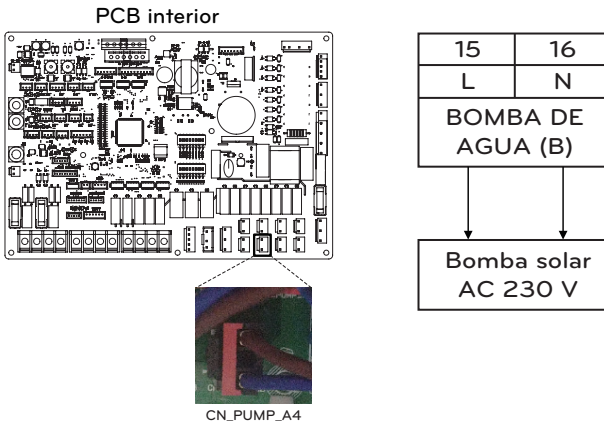 PCB interior
15 16
L N
BOMBA DE
AGUA (B)
Bomba solar
AC 230 V
CN_PUMP_A4